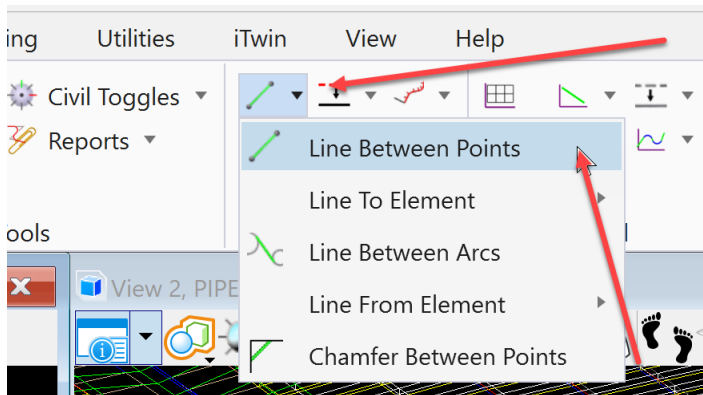 ing Utilities iTwin View Help
Civil Toggles
Reports
Line Between Points
Line To Element
ools
Line Between Arcs
View 2, PIPE
Line From Element
Chamfer Between Points